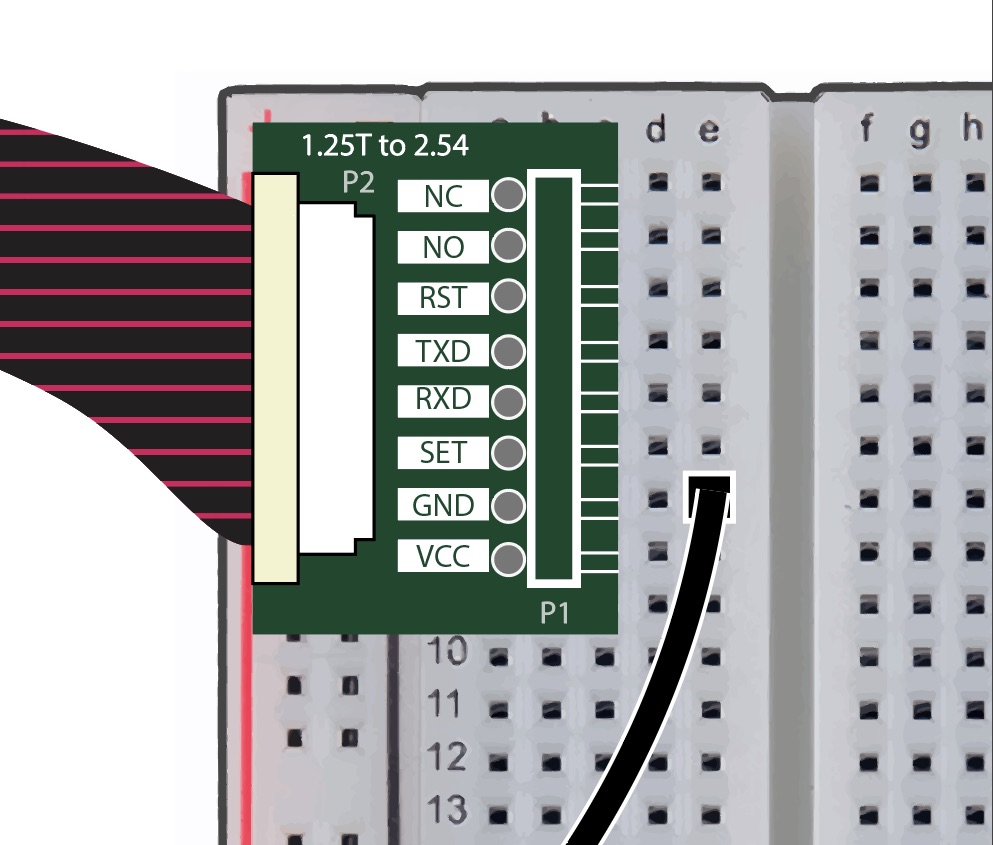 1.25T to 2.54
P2
d e f g h
NC
NO
RST
TXD
RXD
SET
GND
VCC
P1
10
11
12
13